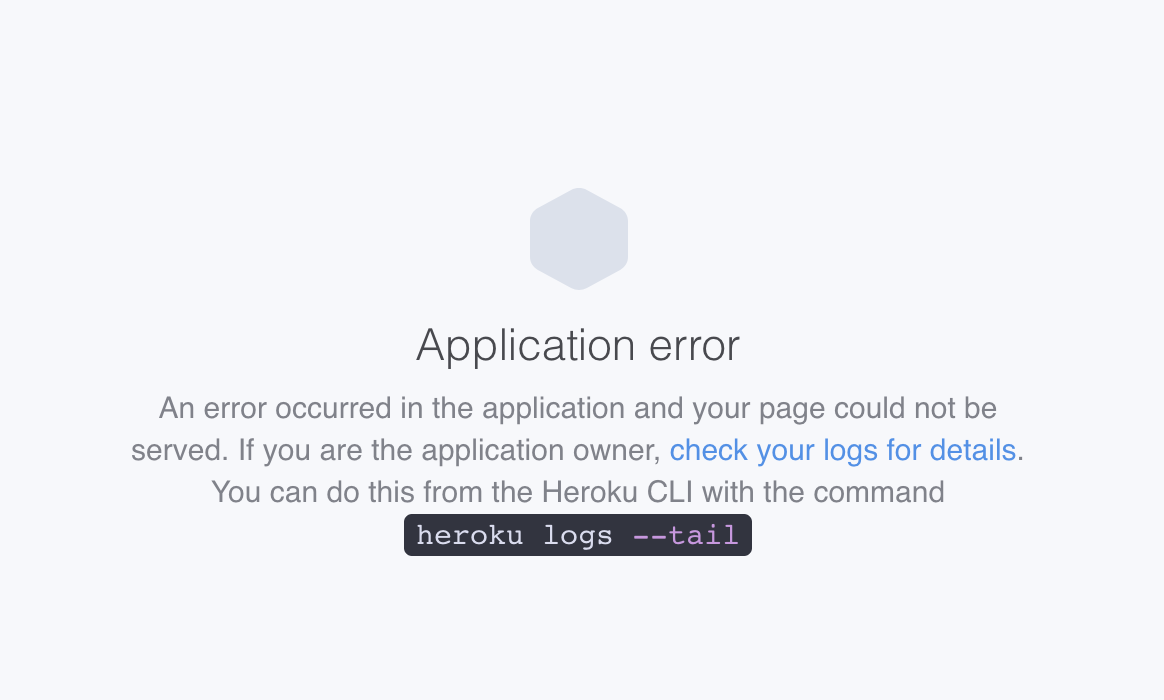 Application error
An error occurred in the application and your page could not be
served. If you are the application owner, check your logs for details.
You can do this from the Heroku CLI with the command
heroku logs --tail